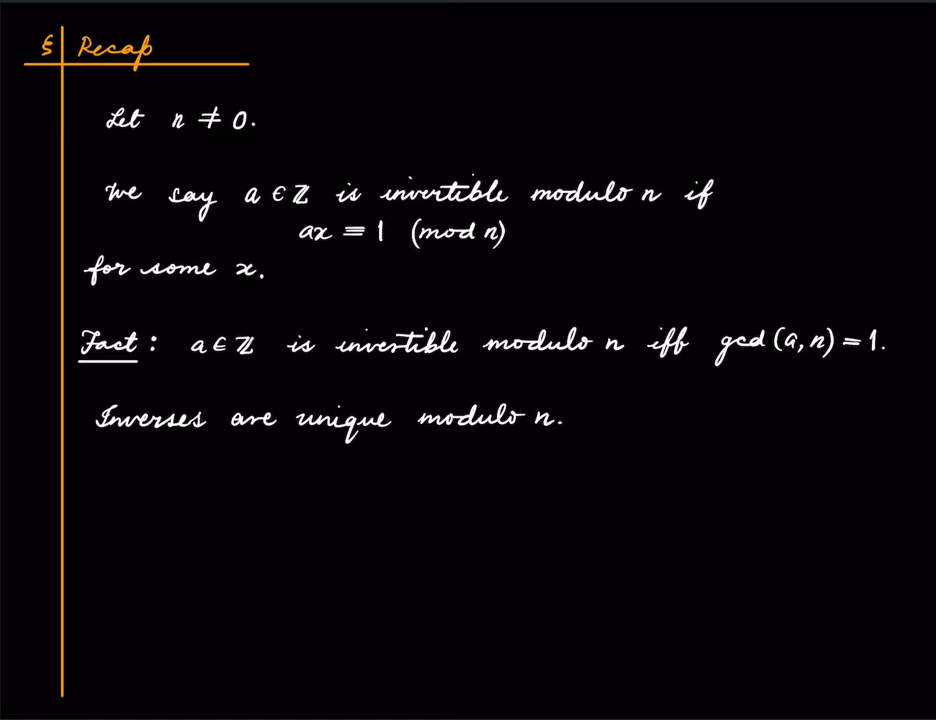 § Recap
Let n ≠ 0.
We say a ∈ ℤ is invertible modulo n if
ax ≡ 1 (mod n)
for some x.
Fact : a ∈ ℤ is invertible modulo n iff gcd (a, n) = 1.
Inverses are unique modulo n.